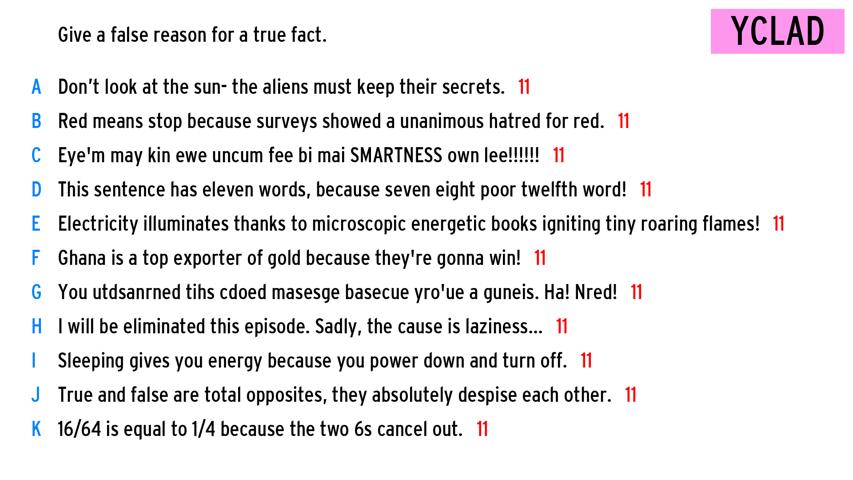 Give a false reason for a true fact.
YCLAD
A Don't look at the sun- the aliens must keep their secrets. 11
B Red means stop because surveys showed a unanimous hatred for red. 11
C Eye'm may kin ewe uncum fee bi mai SMARTNESS own lee!!!!!! 11
D This sentence has eleven words, because seven eight poor twelfth word! 11
E Electricity illuminates thanks to microscopic energetic books igniting tiny roaring flames! 11
F Ghana is a top exporter of gold because they're gonna win! 11
G You utdsanrned tihs cdoed masesge basecue yro'ue a guneis. Ha! Nred! 11
H I will be eliminated this episode. Sadly, the cause is laziness... 11
I Sleeping gives you energy because you power down and turn off. 11
J True and false are total opposites, they absolutely despise each other. 11
K 16/64 is equal to 1/4 because the two 6s cancel out. 11